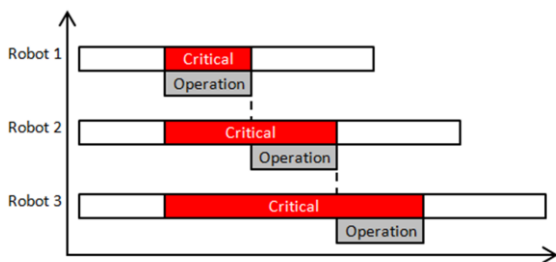 Robot 1
Critical
Operation
Robot 2
Critical
Operation
Robot 3
Critical
Operation